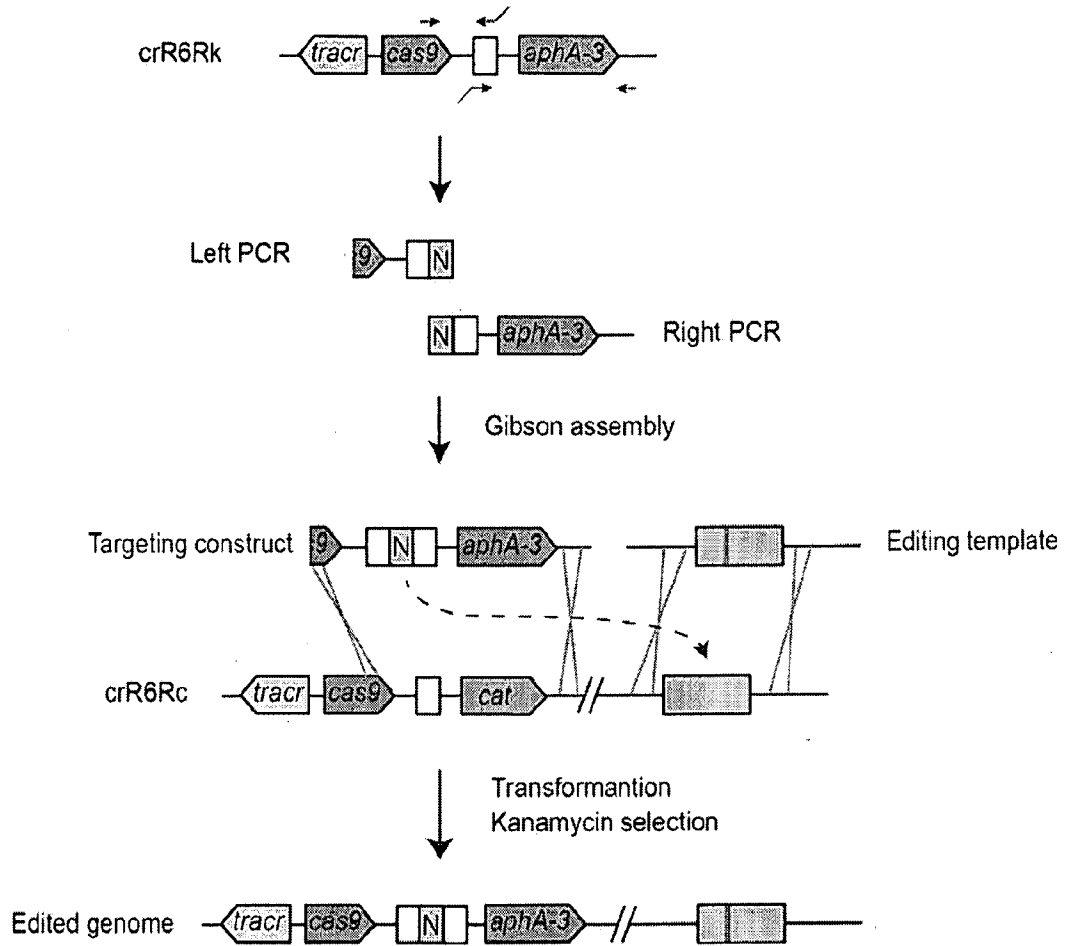 crR6Rk tracr cas9 aphA-3
Left PCR 9 N
N aphA-3 Right PCR
Gibson assembly
Targeting construct 9 N aphA-3 Editing template
crR6Rc tracr cas9 cat //
Transformantion
Kanamycin selection
Edited genome tracr cas9 N aphA-3 //